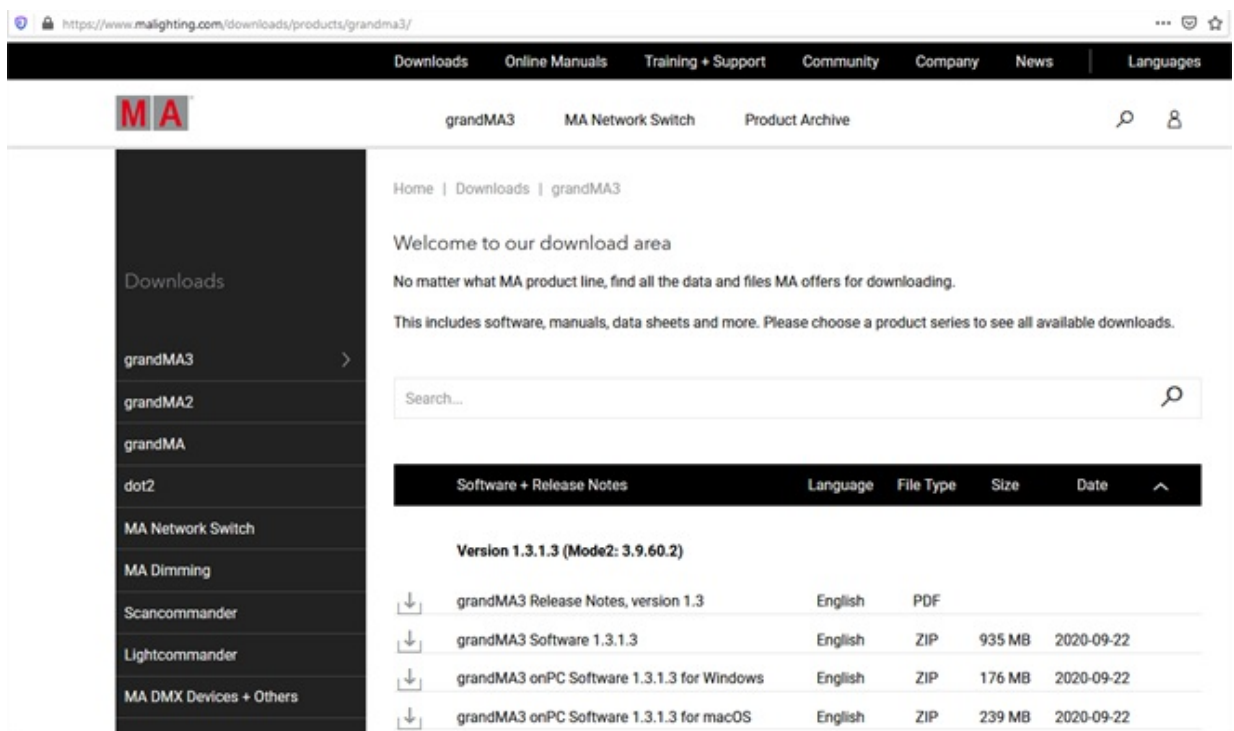 https://www.malighting.com/downloads/products/grandma3/
Downloads Online Manuals Training + Support Community Company News Languages
MA grandMA3 MA Network Switch Product Archive
Home | Downloads | grandMA3
Welcome to our download area
Downloads
No matter what MA product line, find all the data and files MA offers for downloading.
This includes software, manuals, data sheets and more. Please choose a product series to see all available downloads.
grandMA3
grandMA2
grandMA
dot2
MA Network Switch
MA Dimming
Scancommander
Lightcommander
MA DMX Devices + Others
Search...
Software + Release Notes Language File Type Size Date
Version 1.3.1.3 (Mode2: 3.9.60.2)
grandMA3 Release Notes, version 1.3 English PDF
grandMA3 Software 1.3.1.3 English ZIP 935 MB 2020-09-22
grandMA3 onPC Software 1.3.1.3 for Windows English ZIP 176 MB 2020-09-22
grandMA3 onPC Software 1.3.1.3 for macOS English ZIP 239 MB 2020-09-22